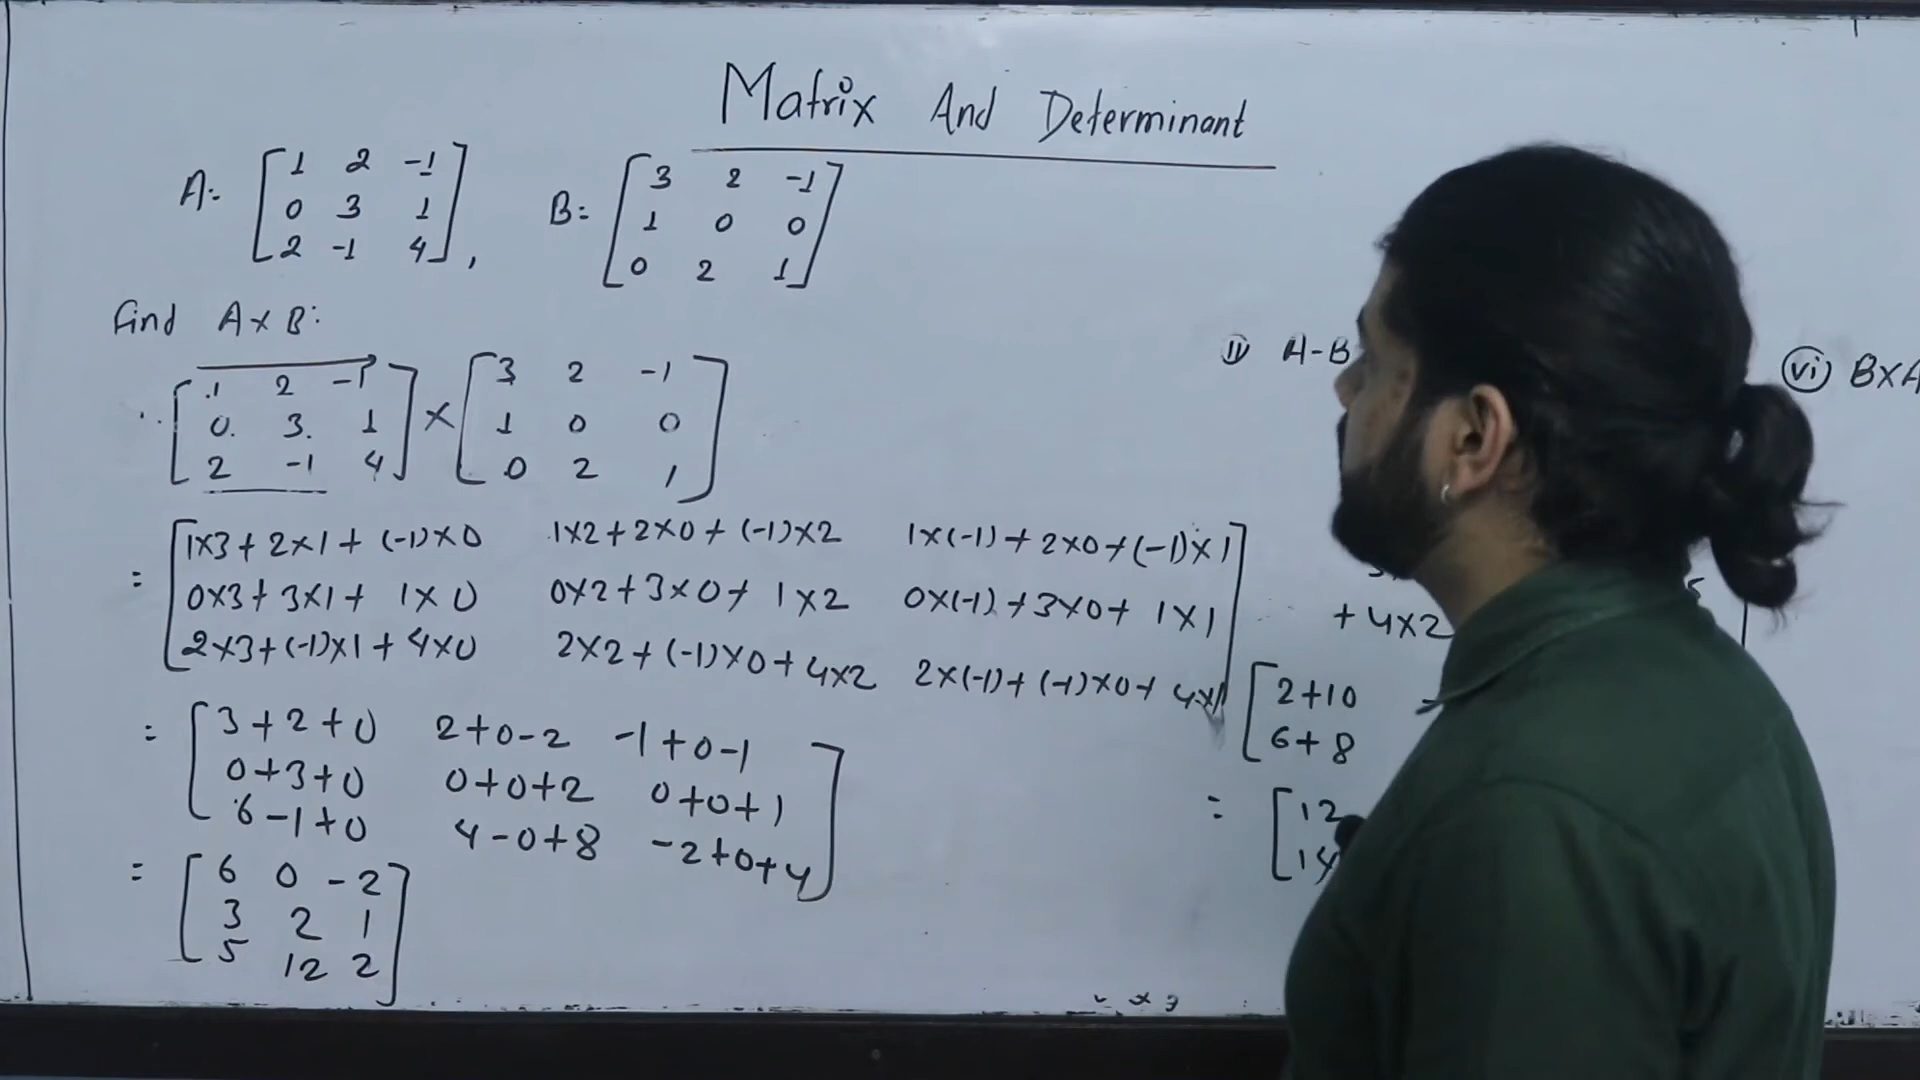 Matrix And Determinant
A= [1 2 -1
0 3 1
2 -1 4],
B= [3 2 -1
1 0 0
0 2 1]
find A×B:
[1 2 -1
0 3 1
2 -1 4] × [3 2 -1
1 0 0
0 2 1]
= [1×3+2×1+(-1)×0 1×2+2×0+(-1)×2 1×(-1)+2×0+(-1)×1
0×3+3×1+1×0 0×2+3×0+1×2 0×(-1)+3×0+1×1
2×3+(-1)×1+4×0 2×2+(-1)×0+4×2 2×(-1)+(-1)×0+4×1]
= [3+2+0 2+0-2 -1+0-1
0+3+0 0+0+2 0+0+1
6-1+0 4-0+8 -2+0+4]
= [6 0 -2
3 2 1
5 12 2]
A-B
(vi) B×A
+4×2
[2+10
6+8
= [12
14